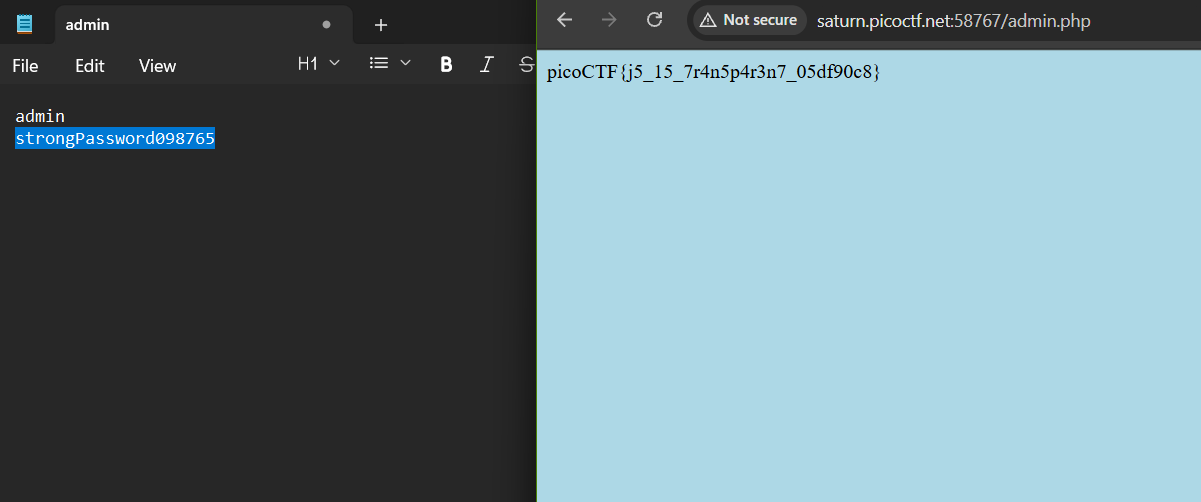 admin
File Edit View H1 B I S
admin
strongPassword098765
Not secure saturn.picoctf.net:58767/admin.php
picoCTF{j5_15_7r4n5p4r3n7_05df90c8}